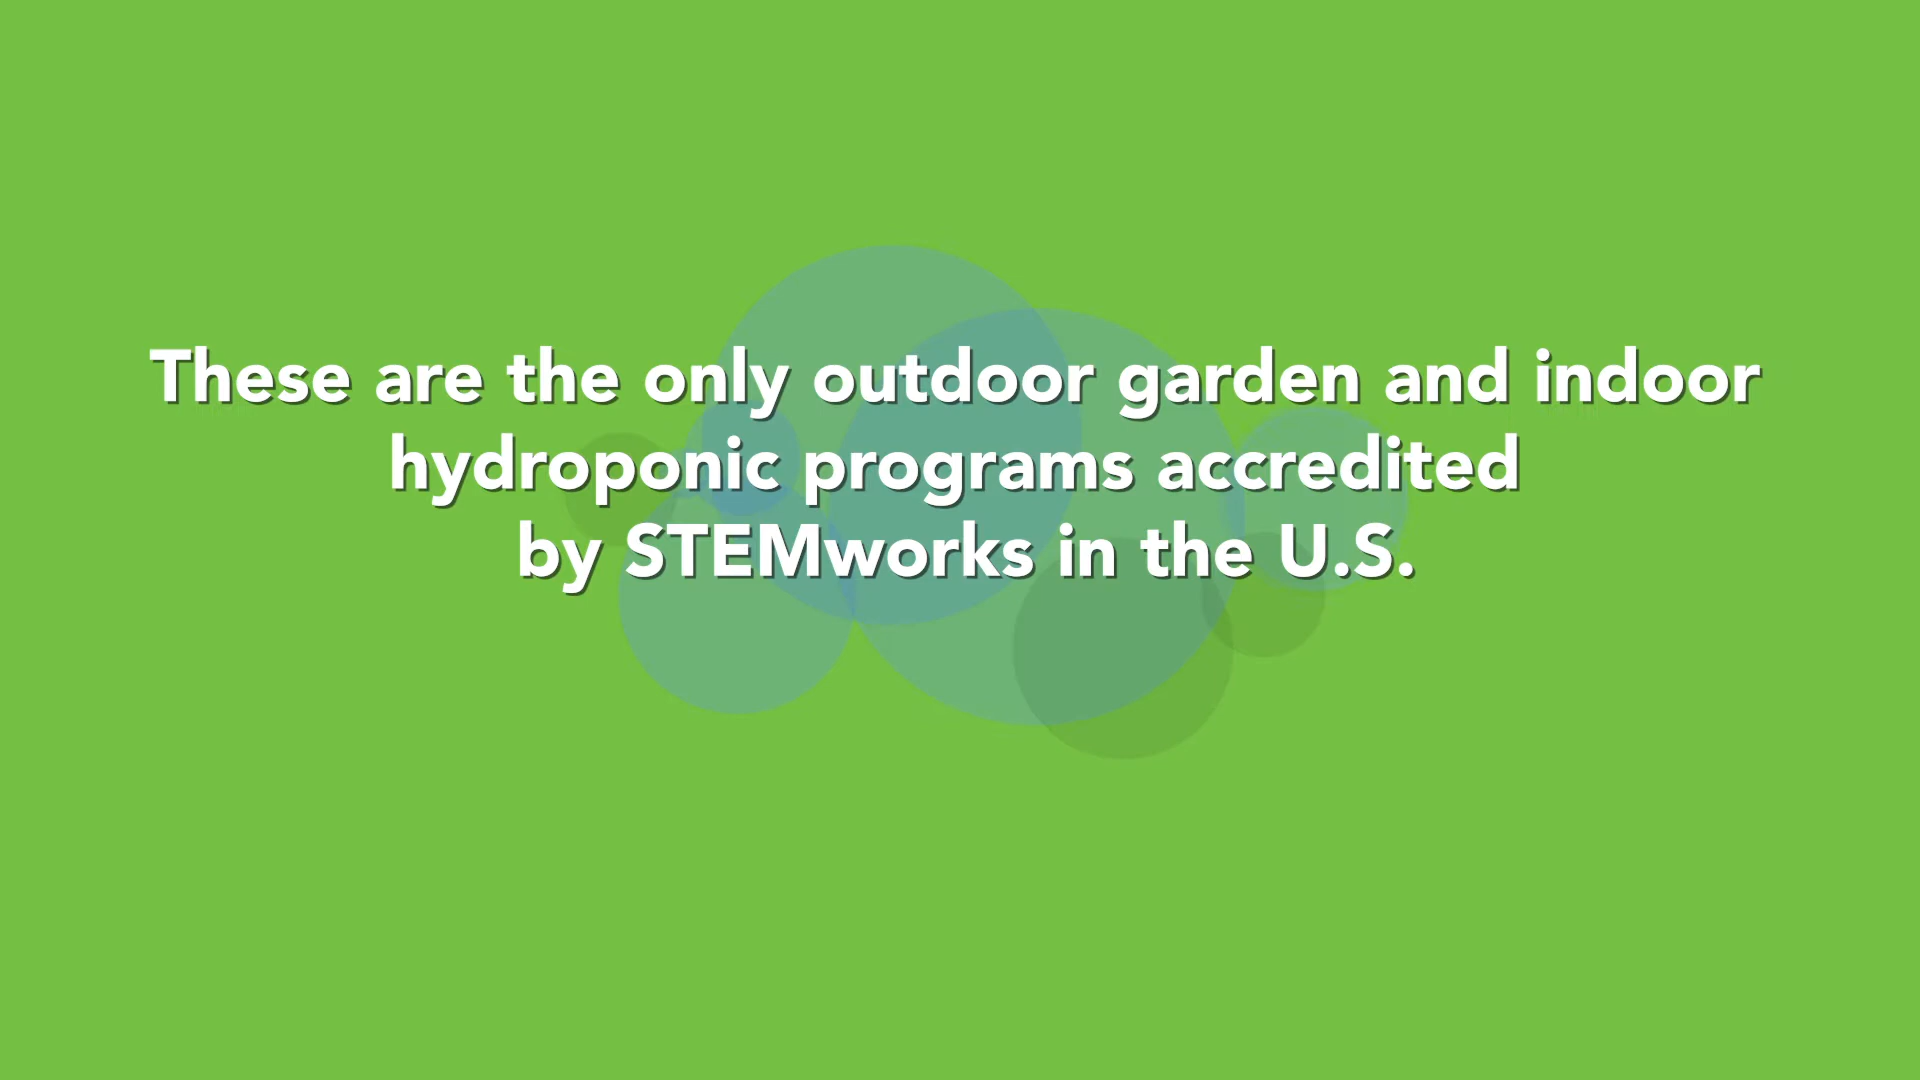 These are the only outdoor garden and indoor
hydroponic programs accredited
by STEMworks in the U.S.